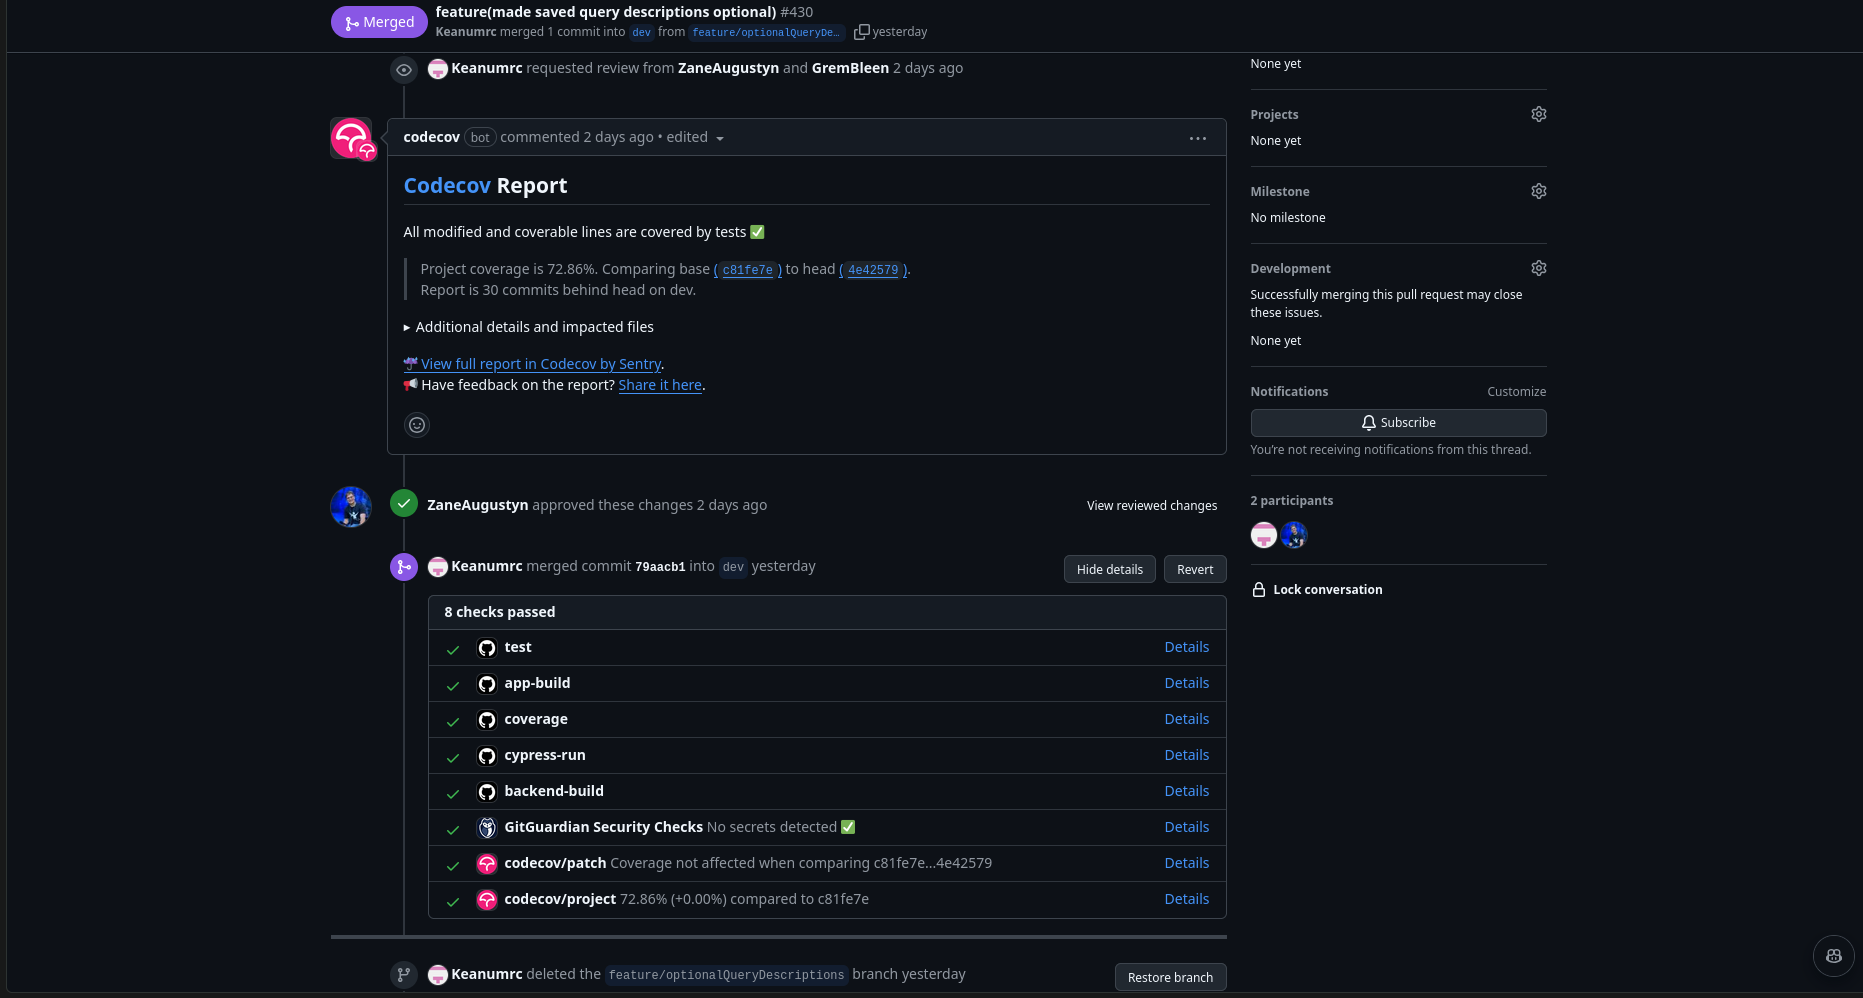 Merged
feature(made saved query descriptions optional) #430
Keanumrc merged 1 commit into dev from feature/optionalQueryDe… yesterday
Keanumrc requested review from ZaneAugustyn and GremBleen 2 days ago
codecov bot commented 2 days ago • edited
Codecov Report
All modified and coverable lines are covered by tests ✅
Project coverage is 72.86%. Comparing base (c81fe7e) to head (4e42579).
Report is 30 commits behind head on dev.
Additional details and impacted files
☔ View full report in Codecov by Sentry.
📢 Have feedback on the report? Share it here.
ZaneAugustyn approved these changes 2 days ago
View reviewed changes
Keanumrc merged commit 79aacb1 into dev yesterday
Hide details
Revert
8 checks passed
test Details
app-build Details
coverage Details
cypress-run Details
backend-build Details
GitGuardian Security Checks No secrets detected ✅ Details
codecov/patch Coverage not affected when comparing c81fe7e...4e42579 Details
codecov/project 72.86% (+0.00%) compared to c81fe7e Details
Keanumrc deleted the feature/optionalQueryDescriptions branch yesterday
Restore branch
None yet
Projects
None yet
Milestone
No milestone
Development
Successfully merging this pull request may close
these issues.
None yet
Notifications
Customize
Subscribe
You're not receiving notifications from this thread.
2 participants
Lock conversation